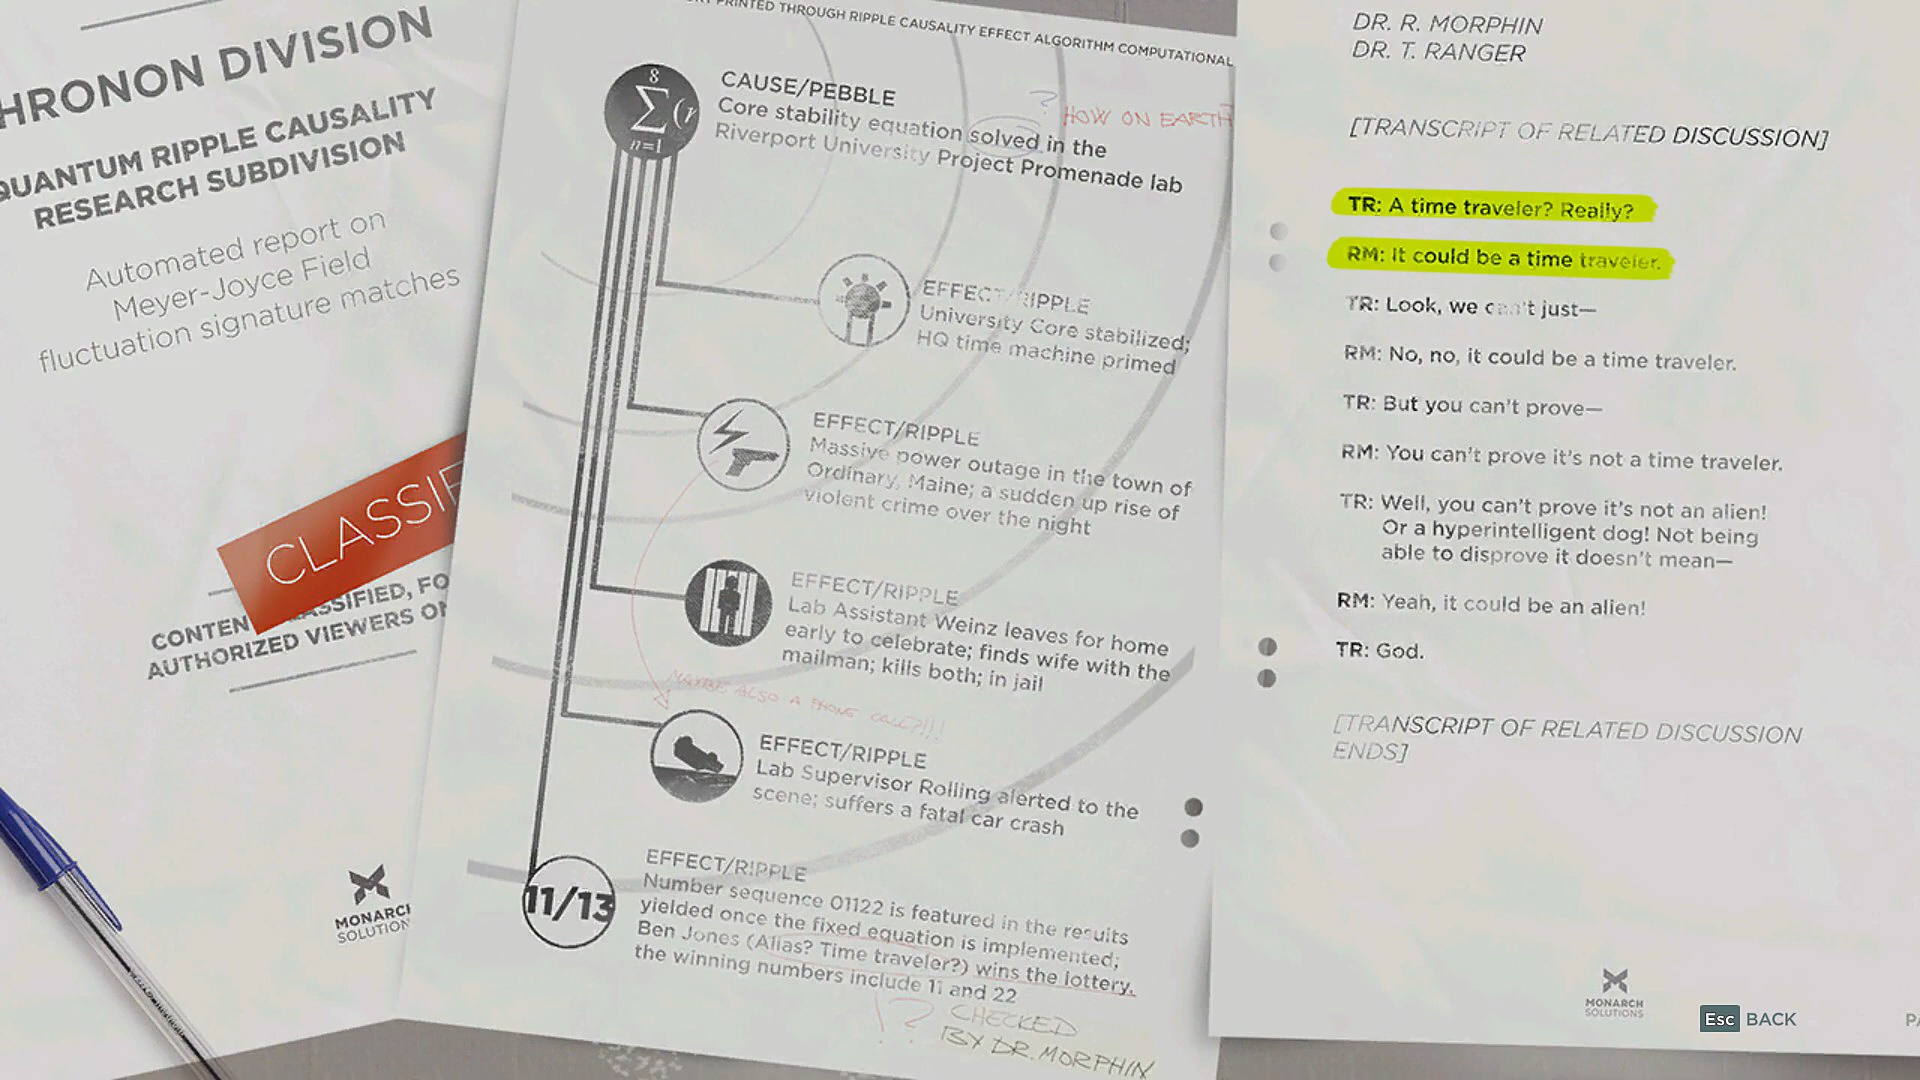 HRONON DIVISION
QUANTUM RIPPLE CAUSALITY
RESEARCH SUBDIVISION
Automated report on
Meyer-Joyce Field
fluctuation signature matches
CLASSIF
CONTEN ASSIFIED, FO
AUTHORIZED VIEWERS ON
MONARCH
SOLUTION
PRINTED THROUGH RIPPLE CAUSALITY EFFECT ALGORITHM COMPUTATIONAL
8
Σ(r
n=1
CAUSE/PEBBLE
Core stability equation solved in the
Riverport University Project Promenade lab
? HOW ON EARTH
EFFECT/RIPPLE
University Core stabilized;
HQ time machine primed
EFFECT/RIPPLE
Massive power outage in the town of
Ordinary, Maine; a sudden up rise of
violent crime over the night
EFFECT/RIPPLE
Lab Assistant Weinz leaves for home
early to celebrate; finds wife with the
mailman; kills both; in jail
MAYBE ALSO A PHONE CALL?!!!
EFFECT/RIPPLE
Lab Supervisor Rolling alerted to the
scene; suffers a fatal car crash
11/13
EFFECT/RIPPLE
Number sequence 01122 is featured in the results
yielded once the fixed equation is implemented;
Ben Jones (Alias? Time traveler?) wins the lottery,
the winning numbers include 11 and 22
!? CHECKED
BY DR. MORPHIN
DR. R. MORPHIN
DR. T. RANGER
[TRANSCRIPT OF RELATED DISCUSSION]
TR: A time traveler? Really?
RM: It could be a time traveler.
TR: Look, we can't just—
RM: No, no, it could be a time traveler.
TR: But you can't prove—
RM: You can't prove it's not a time traveler.
TR: Well, you can't prove it's not an alien!
Or a hyperintelligent dog! Not being
able to disprove it doesn't mean—
RM: Yeah, it could be an alien!
TR: God.
[TRANSCRIPT OF RELATED DISCUSSION
ENDS]
MONARCH
SOLUTIONS
Esc BACK
PA